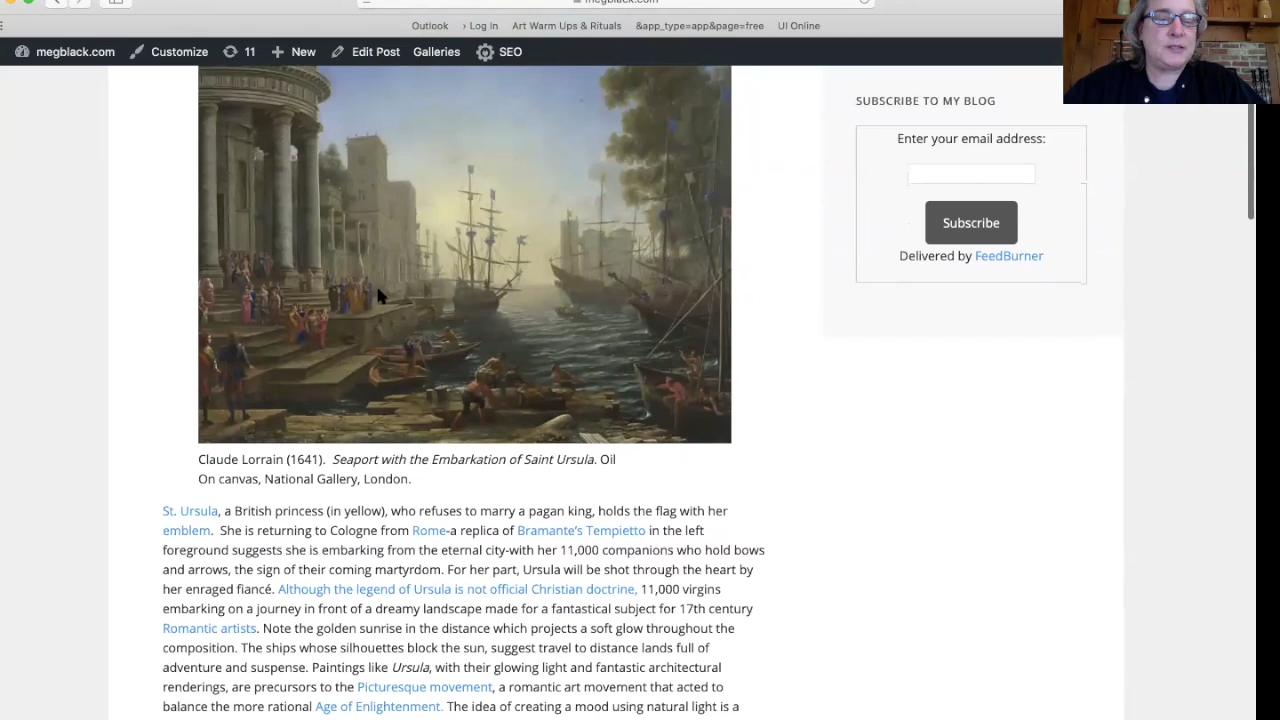 megblack.com
Outlook › Log In Art Warm Ups & Rituals &app_type=app&page=free UI Online
megblack.com Customize 11 New Edit Post Galleries SEO
SUBSCRIBE TO MY BLOG
Enter your email address:
Subscribe
Delivered by FeedBurner
Claude Lorrain (1641). Seaport with the Embarkation of Saint Ursula. Oil
On canvas, National Gallery, London.
St. Ursula, a British princess (in yellow), who refuses to marry a pagan king, holds the flag with her
emblem. She is returning to Cologne from Rome-a replica of Bramante's Tempietto in the left
foreground suggests she is embarking from the eternal city-with her 11,000 companions who hold bows
and arrows, the sign of their coming martyrdom. For her part, Ursula will be shot through the heart by
her enraged fiancé. Although the legend of Ursula is not official Christian doctrine, 11,000 virgins
embarking on a journey in front of a dreamy landscape made for a fantastical subject for 17th century
Romantic artists. Note the golden sunrise in the distance which projects a soft glow throughout the
composition. The ships whose silhouettes block the sun, suggest travel to distance lands full of
adventure and suspense. Paintings like Ursula, with their glowing light and fantastic architectural
renderings, are precursors to the Picturesque movement, a romantic art movement that acted to
balance the more rational Age of Enlightenment. The idea of creating a mood using natural light is a